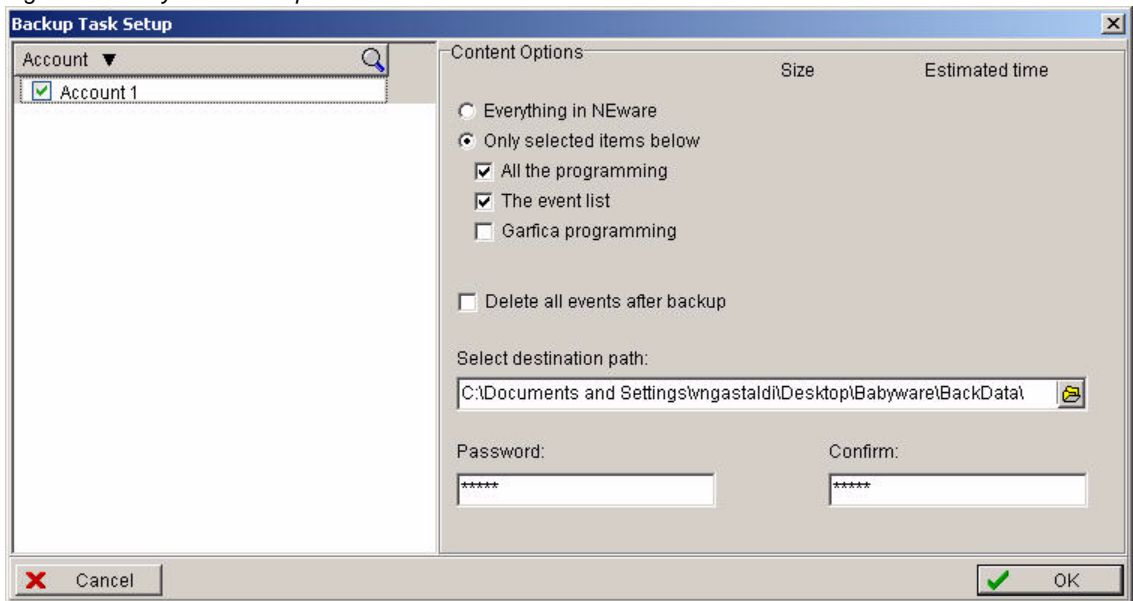 Backup Task Setup
Account ▼
Account 1
Content Options
Size Estimated time
Everything in NEware
Only selected items below
All the programming
The event list
Garfica programming
Delete all events after backup
Select destination path:
C:\Documents and Settings\vngastaldi\Desktop\Babyware\BackData\
Password: Confirm:
***** *****
Cancel OK